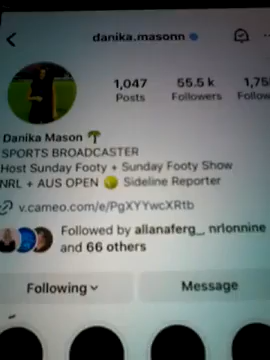 danika.masonn
1,047
55.5 k
1,75
Posts
Followers
Follow
Danika Mason
SPORTS BROADCASTER
Host Sunday Footy + Sunday Footy Show
NRL + AUS OPEN Sideline Reporter
v.cameo.com/e/PgXYYwcXRtb
Followed by allanaferg_, nrlonnine
and 66 others
Following
Message